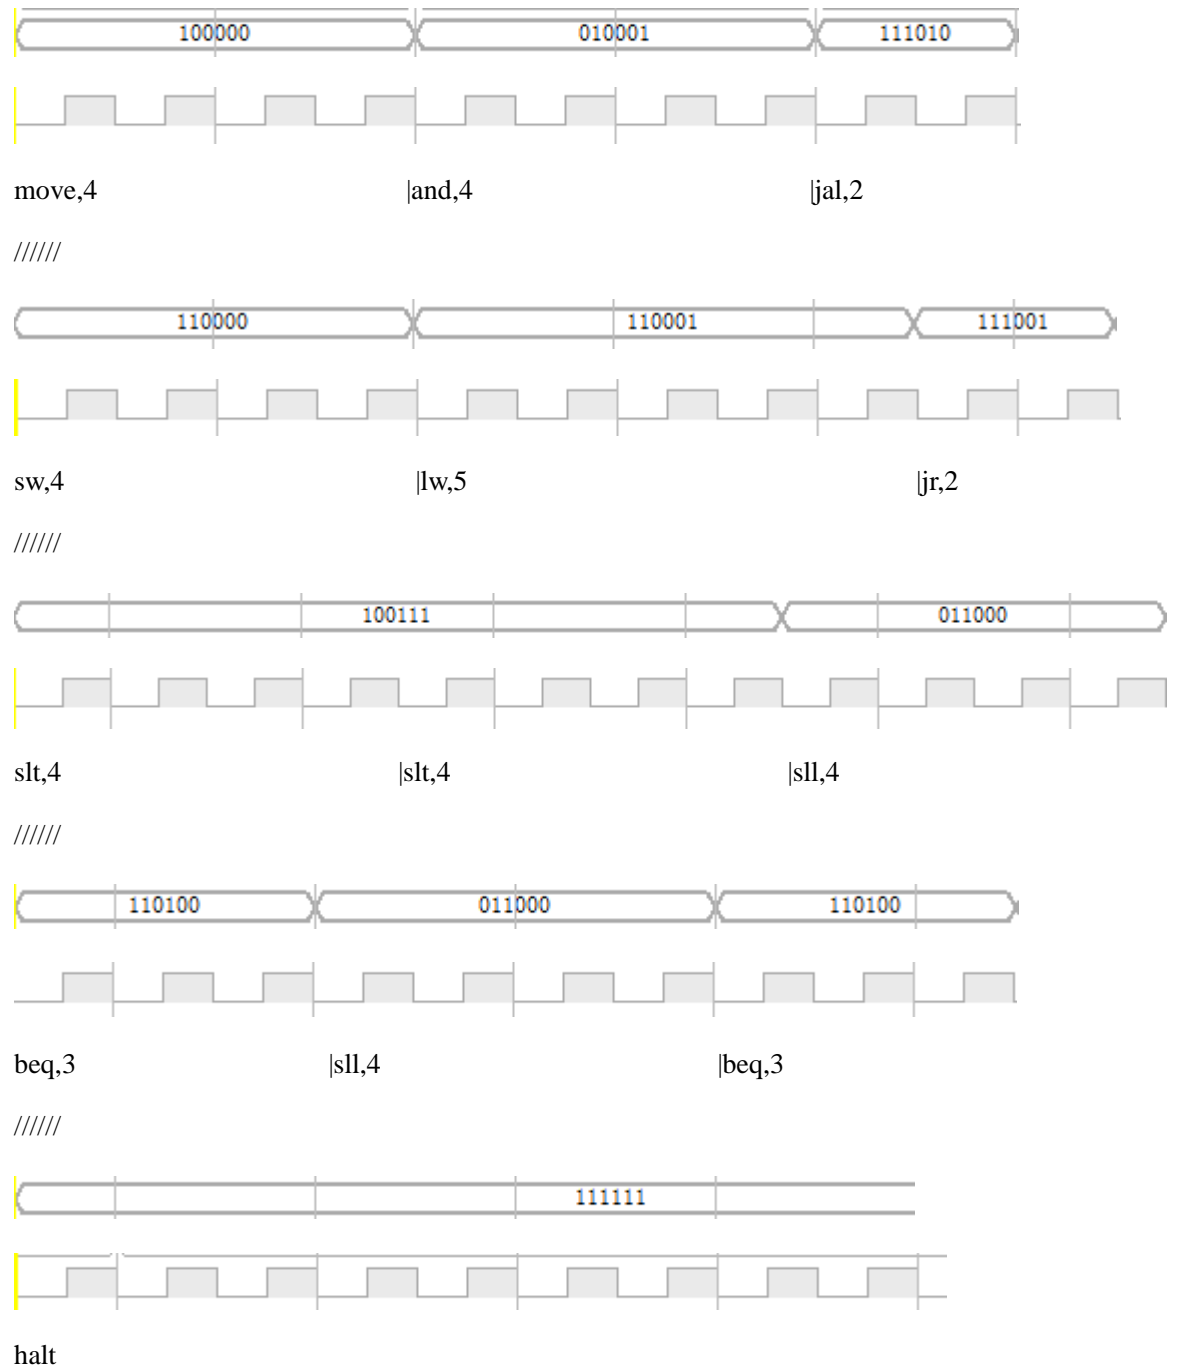 100000 010001 111010
move,4 |and,4 |jal,2
//////
110000 110001 111001
sw,4 |lw,5 |jr,2
//////
100111 011000
slt,4 |slt,4 |sll,4
//////
110100 011000 110100
beq,3 |sll,4 |beq,3
//////
111111
halt